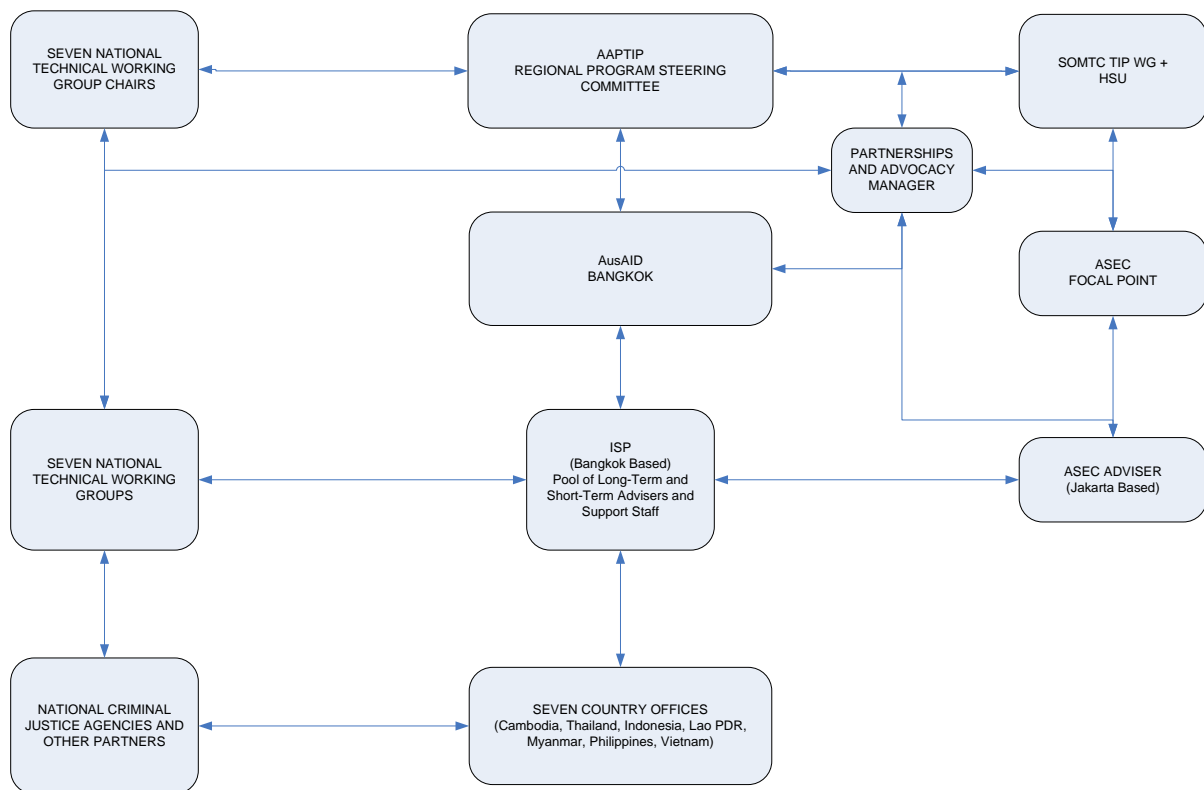 SEVEN NATIONAL
TECHNICAL WORKING
GROUP CHAIRS
AAPTIP
REGIONAL PROGRAM STEERING
COMMITTEE
SOMTC TIP WG +
HSU
PARTNERSHIPS
AND ADVOCACY
MANAGER
AusAID
BANGKOK
ASEC
FOCAL POINT
SEVEN NATIONAL
TECHNICAL WORKING
GROUPS
ISP
(Bangkok Based)
Pool of Long-Term and
Short-Term Advisers and
Support Staff
ASEC ADVISER
(Jakarta Based)
NATIONAL CRIMINAL
JUSTICE AGENCIES AND
OTHER PARTNERS
SEVEN COUNTRY OFFICES
(Cambodia, Thailand, Indonesia, Lao PDR,
Myanmar, Philippines, Vietnam)